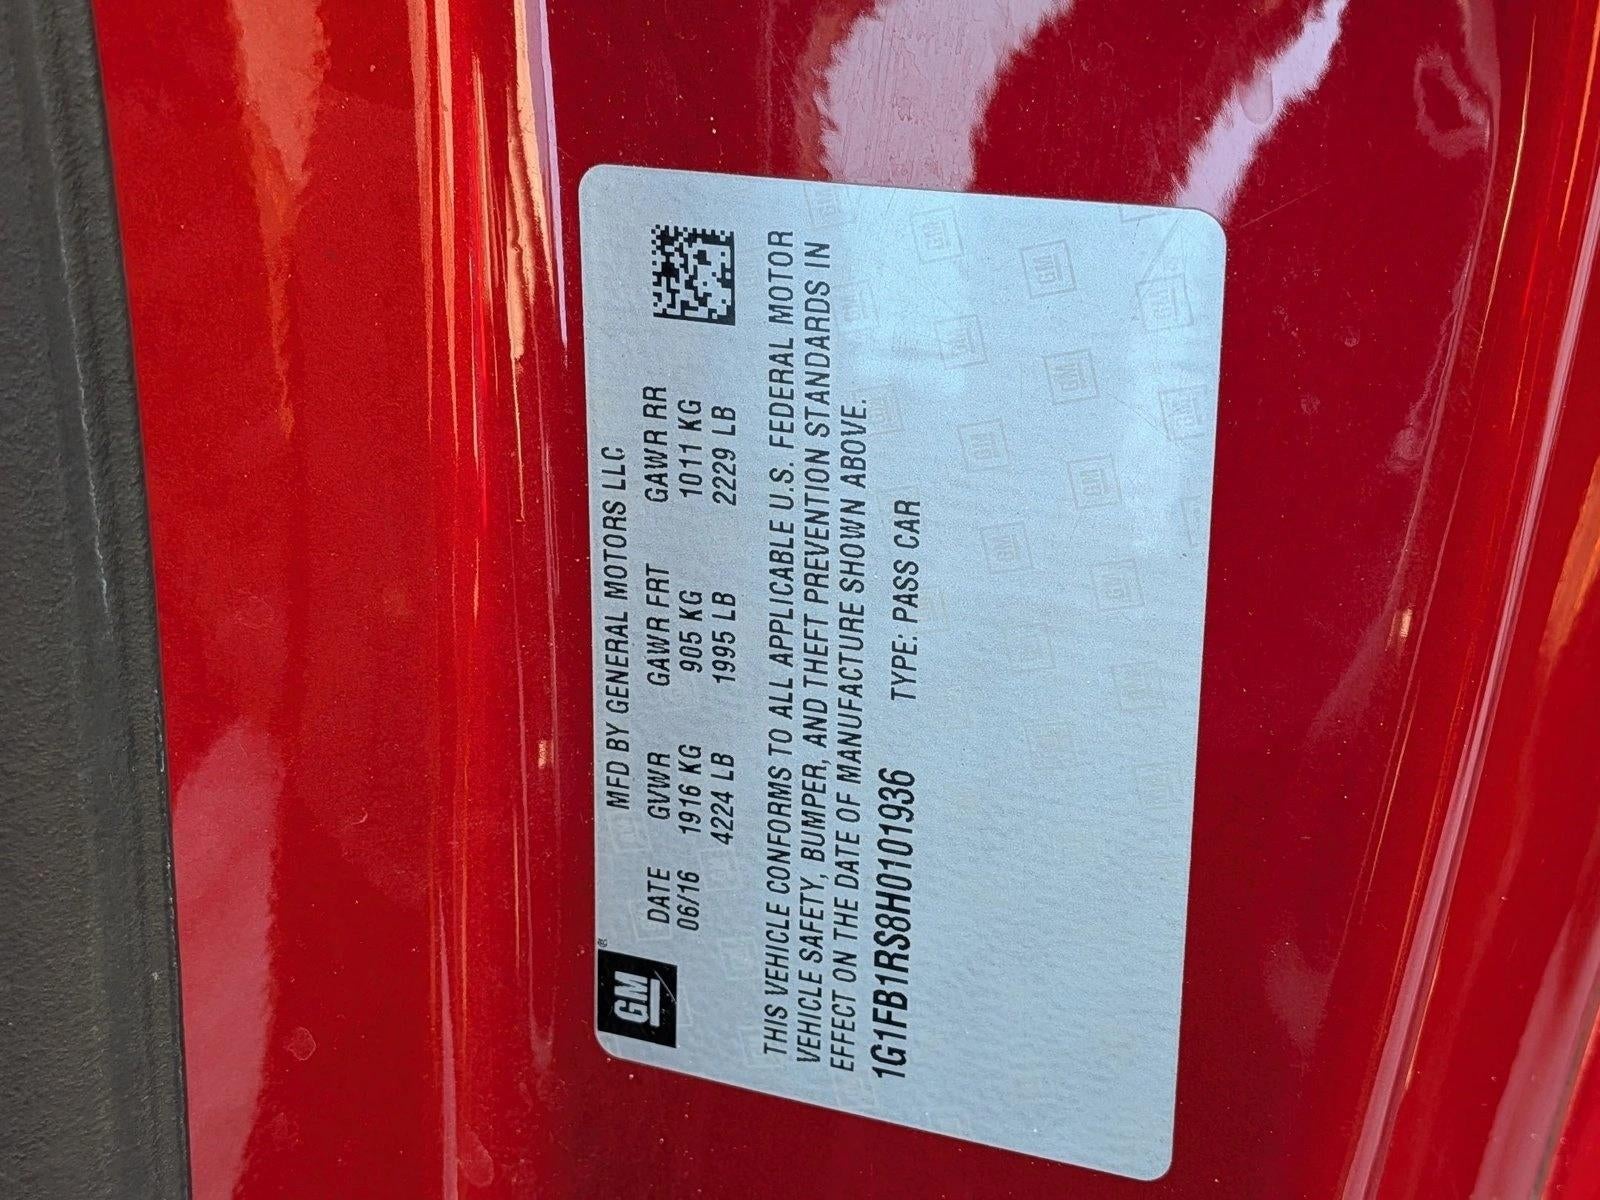 GM ®
MFD BY GENERAL MOTORS LLC
DATE GVWR GAWR FRT GAWR RR
06/16 1916 KG 905 KG 1011 KG
4224 LB 1995 LB 2229 LB
THIS VEHICLE CONFORMS TO ALL APPLICABLE U.S. FEDERAL MOTOR
VEHICLE SAFETY, BUMPER, AND THEFT PREVENTION STANDARDS IN
EFFECT ON THE DATE OF MANUFACTURE SHOWN ABOVE.
1G1FB1RS8H0101936 TYPE: PASS CAR